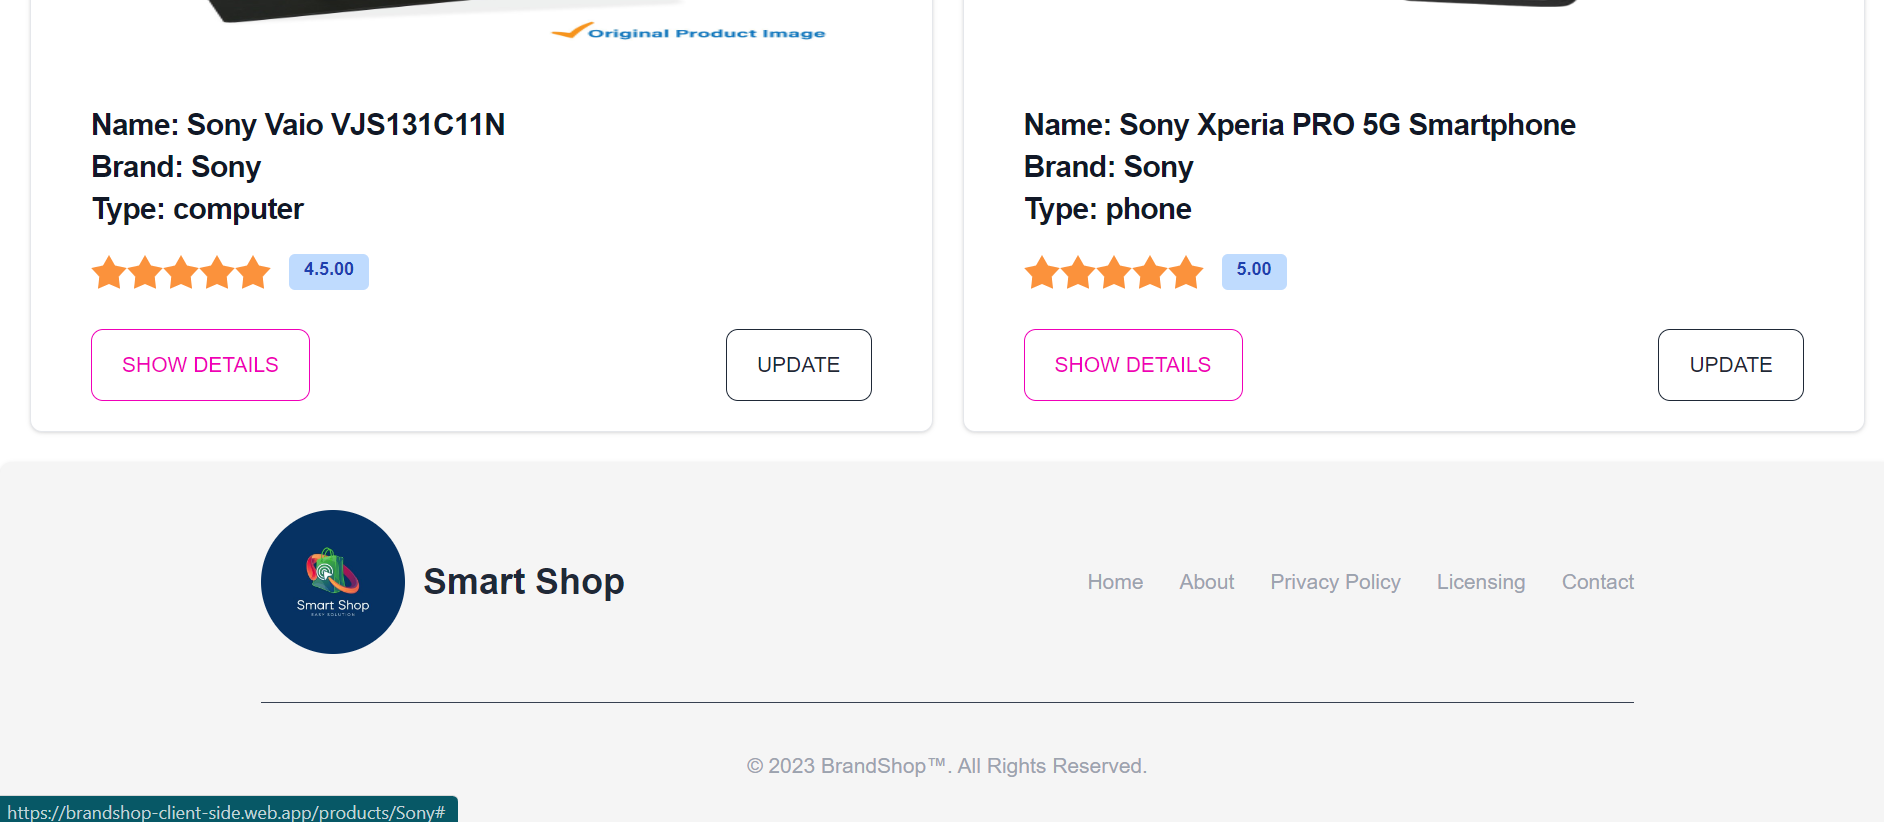 Original Product Image
Name: Sony Vaio VJS131C11N
Brand: Sony
Type: computer
4.5.00
SHOW DETAILS
UPDATE
Name: Sony Xperia PRO 5G Smartphone
Brand: Sony
Type: phone
5.00
SHOW DETAILS
UPDATE
Smart Shop
EASY SOLUTION
Smart Shop
Home About Privacy Policy Licensing Contact
© 2023 BrandShop™. All Rights Reserved.
https://brandshop-client-side.web.app/products/Sony#